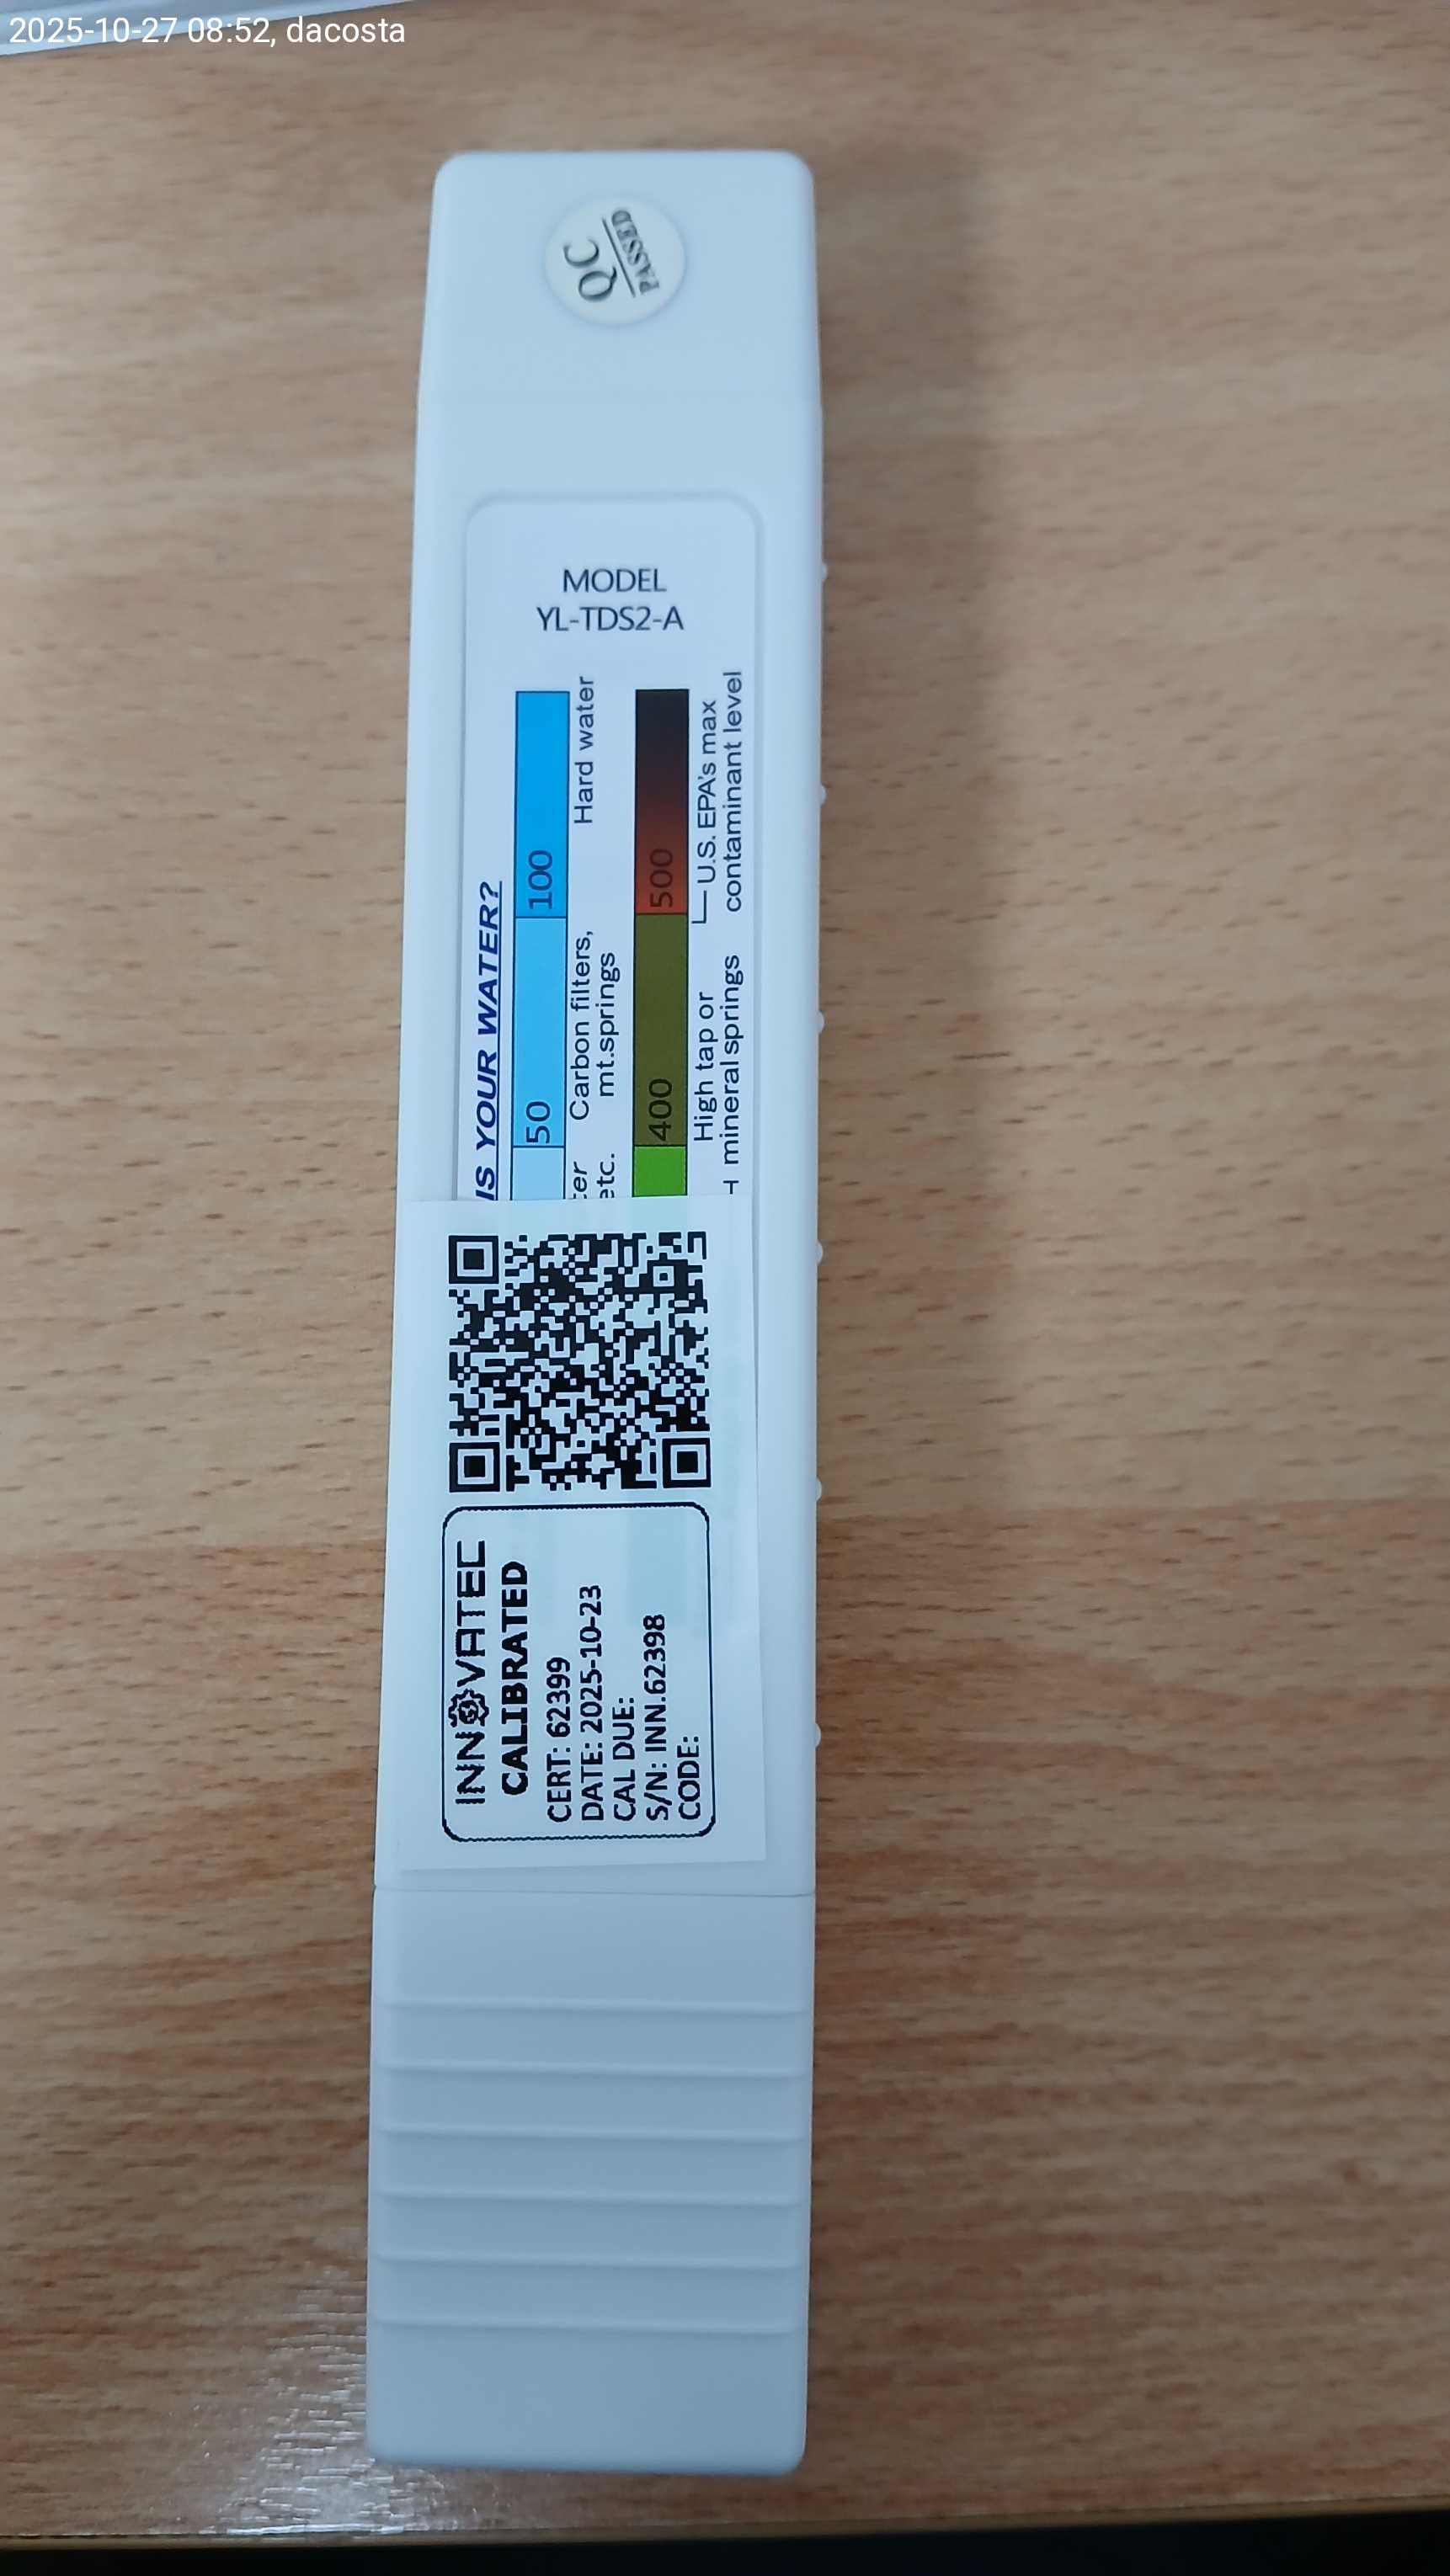 2025-10-27 08:52, dacosta
QC
PASSED
MODEL
YL-TDS2-A
IS YOUR WATER?
50 100
etc.
Carbon filters,
mt.springs
Hard water
400 500
High tap or
mineral springs
U.S. EPA's max
contaminant level
INNOVATEC
CALIBRATED
CERT: 62399
DATE: 2025-10-23
CAL DUE:
S/N: INN.62398
CODE: